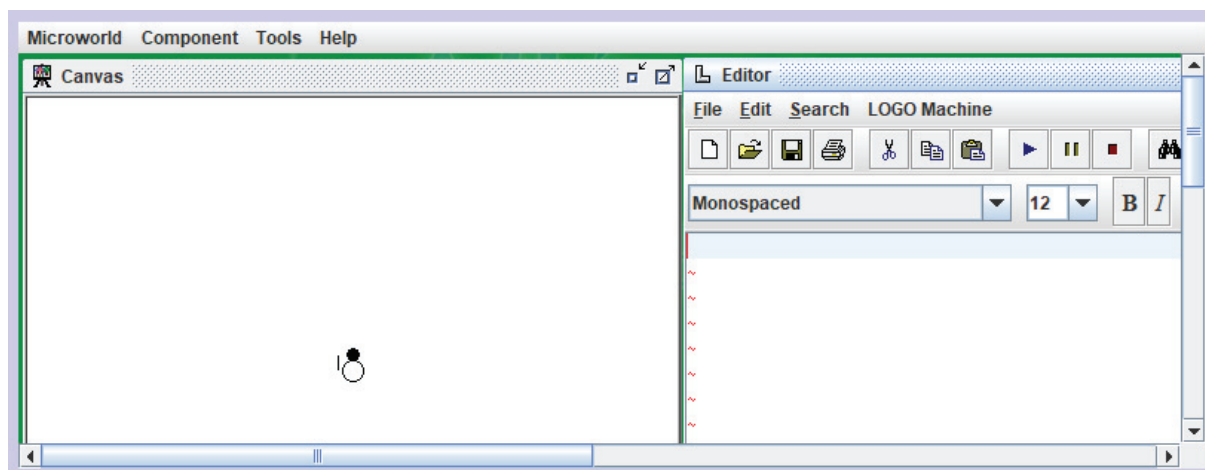 Microworld Component Tools Help
Canvas
Editor
File Edit Search LOGO Machine
Monospaced 12 B I
~
~
~
~
~
~
~